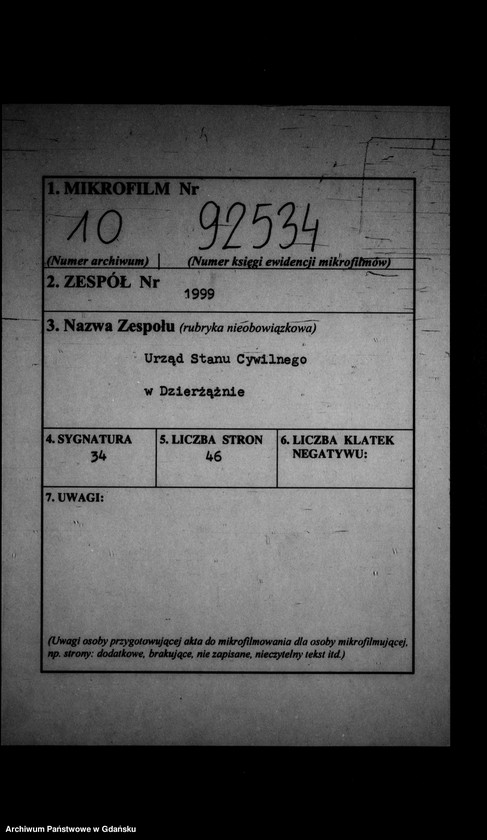 1. MIKROFILM Nr
10 92534
(Numer archiwum) (Numer księgi ewidencji mikrofilmów)
2. ZESPÓŁ Nr
1999
3. Nazwa Zespołu (rubryka nieobowiązkowa)
Urząd Stanu Cywilnego
w Dzierżążnie
4. SYGNATURA
34
5. LICZBA STRON
46
6. LICZBA KLATEK
NEGATYWU:
7. UWAGI:
(Uwagi osoby przygotowującej akta do mikrofilmowania dla osoby mikrofilmującej,
np. strony: dodatkowe, brakujące, nie zapisane, nieczytelny tekst itd.)
Archiwum Państwowe w Gdańsku